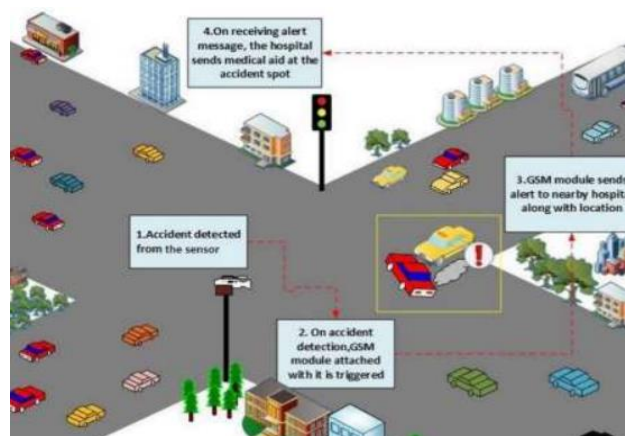 4.On receiving alert
message, the hospital
sends medical aid at the
accident spot
3.GSM module sends
alert to nearby hospital
along with location
1.Accident detected
from the sensor
2. On accident
detection,GSM
module attached
with it is triggered